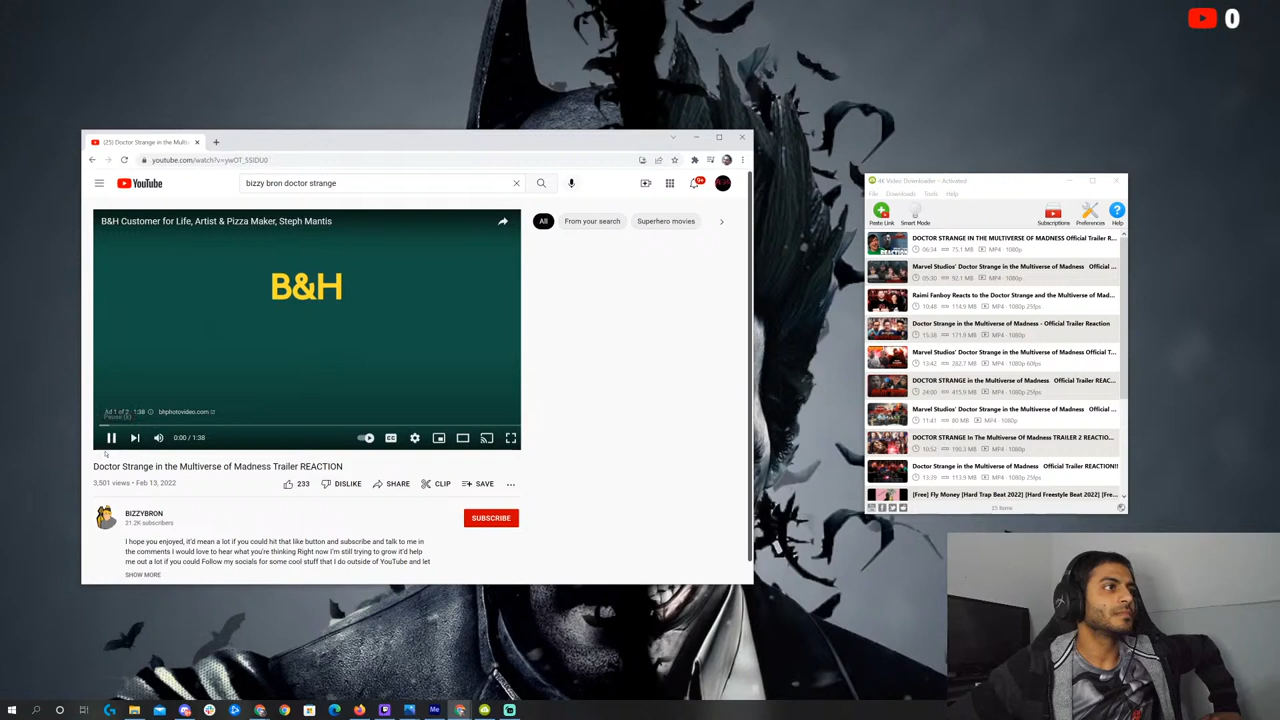 0
(25) Doctor Strange in the Multi
youtube.com/watch?v=ywOT_5SIDU0
YouTube
bizzy bron doctor strange
9+
B&H Customer for Life, Artist & Pizza Maker, Steph Mantis
All
From your search
Superhero movies
B&H
Ad 1 of 2 · 1:38
bhphotovideo.com
Pause (k)
0:00 / 1:38
Doctor Strange in the Multiverse of Madness Trailer REACTION
3,501 views • Feb 13, 2022
233
DISLIKE
SHARE
CLIP
SAVE
...
BIZZYBRON
21.2K subscribers
SUBSCRIBE
I hope you enjoyed, it'd mean a lot if you could hit that like button and subscribe and talk to me in
the comments I would love to hear what you're thinking Right now I'm still trying to grow it'd help
me out a lot if you could Follow my socials for some cool stuff that I do outside of YouTube and let
SHOW MORE
4K Video Downloader - Activated
File Downloads Tools Help
Paste Link
Smart Mode
Subscriptions
Preferences
Help
DOCTOR STRANGE IN THE MULTIVERSE OF MADNESS Official Trailer R...
06:34 75.1 MB MP4 · 1080p
Marvel Studios' Doctor Strange in the Multiverse of Madness Official ...
05:30 92.1 MB MP4 · 1080p
Raimi Fanboy Reacts to the Doctor Strange and the Multiverse of Mad...
10:48 114.9 MB MP4 · 1080p 25fps
Doctor Strange in the Multiverse of Madness - Official Trailer Reaction
15:38 171.9 MB MP4 · 1080p
Marvel Studios' Doctor Strange in the Multiverse of Madness Official T...
13:42 282.7 MB MP4 · 1080p 60fps
DOCTOR STRANGE in the Multiverse of Madness Official Trailer REAC...
24:00 415.9 MB MP4 · 1080p 25fps
Marvel Studios' Doctor Strange in the Multiverse of Madness Official ...
11:41 80 MB MP4 · 1080p
DOCTOR STRANGE In The Multiverse Of Madness TRAILER 2 REACTIO...
10:52 190.3 MB MP4 · 1080p
Doctor Strange in the Multiverse of Madness Official Trailer REACTION!!
13:39 113.9 MB MP4 · 1080p 25fps
[Free] Fly Money [Hard Trap Beat 2022] [Hard Freestyle Beat 2022] [Fre...
25 items
Me